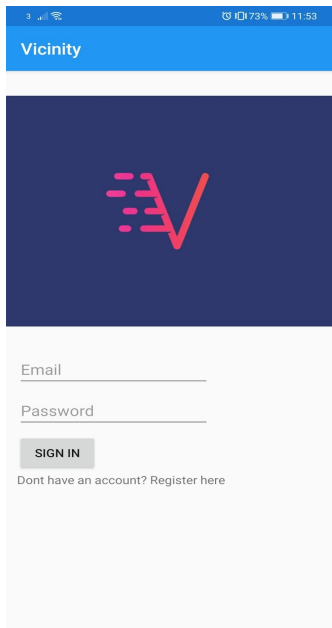 3 73% 11:53
Vicinity
V
Email
Password
SIGN IN
Dont have an account? Register here